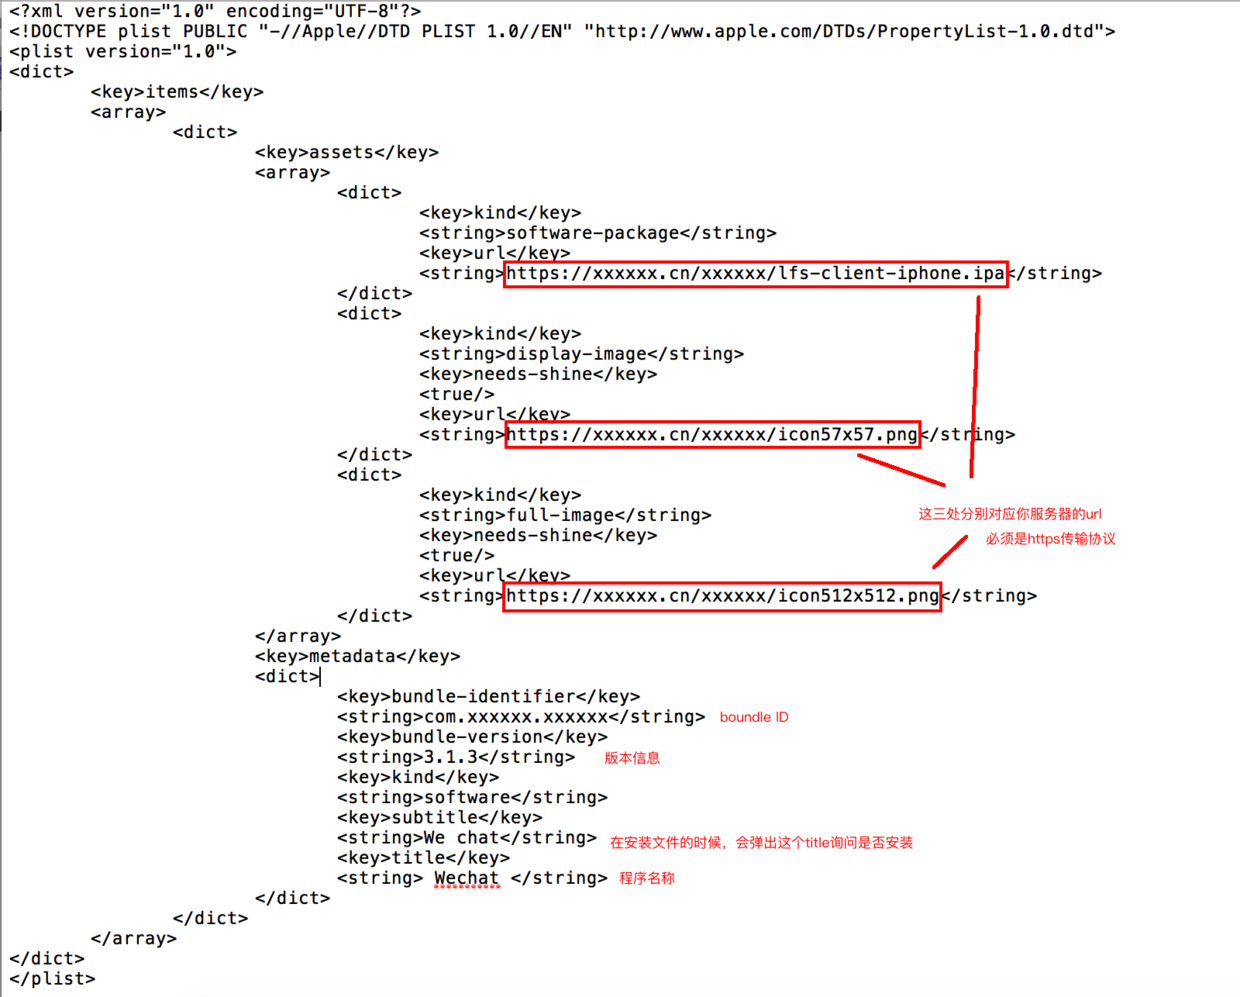 <?xml version="1.0" encoding="UTF-8"?>
<!DOCTYPE plist PUBLIC "-//Apple//DTD PLIST 1.0//EN" "http://www.apple.com/DTDs/PropertyList-1.0.dtd">
<plist version="1.0">
<dict>
<key>items</key>
<array>
<dict>
<key>assets</key>
<array>
<dict>
<key>kind</key>
<string>software-package</string>
<key>url</key>
<string>https://xxxxxx.cn/xxxxxx/lfs-client-iphone.ipa</string>
</dict>
<dict>
<key>kind</key>
<string>display-image</string>
<key>needs-shine</key>
<true/>
<key>url</key>
<string>https://xxxxxx.cn/xxxxxx/icon57x57.png</string>
</dict>
<dict>
<key>kind</key>
<string>full-image</string>
这三处分别对应你服务器的url
<key>needs-shine</key>
必须是https传输协议
<true/>
<key>url</key>
<string>https://xxxxxx.cn/xxxxxx/icon512x512.png</string>
</dict>
</array>
<key>metadata</key>
<dict>
<key>bundle-identifier</key>
<string>com.xxxxxx.xxxxxx</string> boundle ID
<key>bundle-version</key>
<string>3.1.3</string> 版本信息
<key>kind</key>
<string>software</string>
<key>subtitle</key>
<string>We chat</string> 在安装文件的时候，会弹出这个title询问是否安装
<key>title</key>
<string> Wechat </string> 程序名称
</dict>
</dict>
</array>
</dict>
</plist>